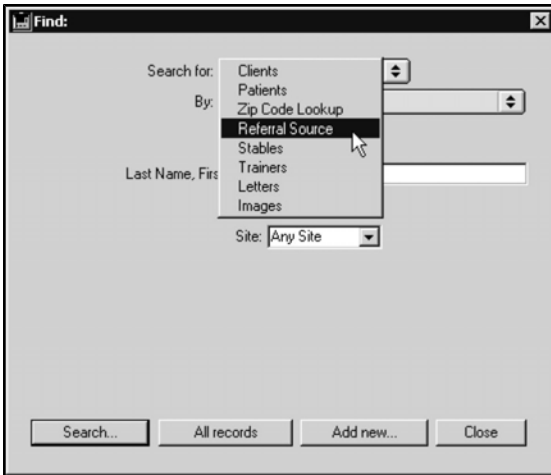 Find:
Search for:
Clients
Patients
By:
Zip Code Lookup
Referral Source
Stables
Trainers
Last Name, Firs
Letters
Images
Site: Any Site
Search... All records Add new... Close